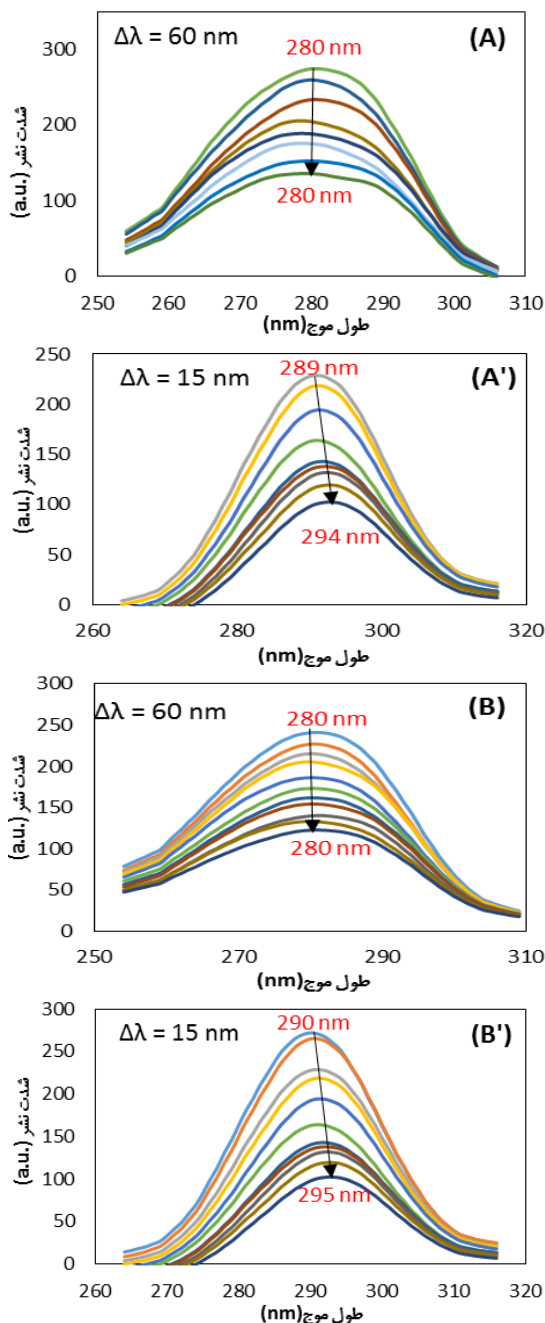 Δλ = 60 nm
280 nm
(A)
300
200
100
0
شدت نشر (a.u.)
280 nm
250 260 270 280 290 300 310
طول موج(nm)
Δλ = 15 nm
289 nm
(A')
250
200
150
100
50
0
شدت نشر (a.u.)
294 nm
260 280 300 320
طول موج(nm)
Δλ = 60 nm
280 nm
(B)
300
250
200
150
100
50
0
شدت نشر (a.u.)
280 nm
250 270 290 310
طول موج(nm)
Δλ = 15 nm
290 nm
(B')
300
250
200
150
100
50
0
شدت نشر (a.u.)
295 nm
260 270 280 290 300 310 320
طول موج(nm)